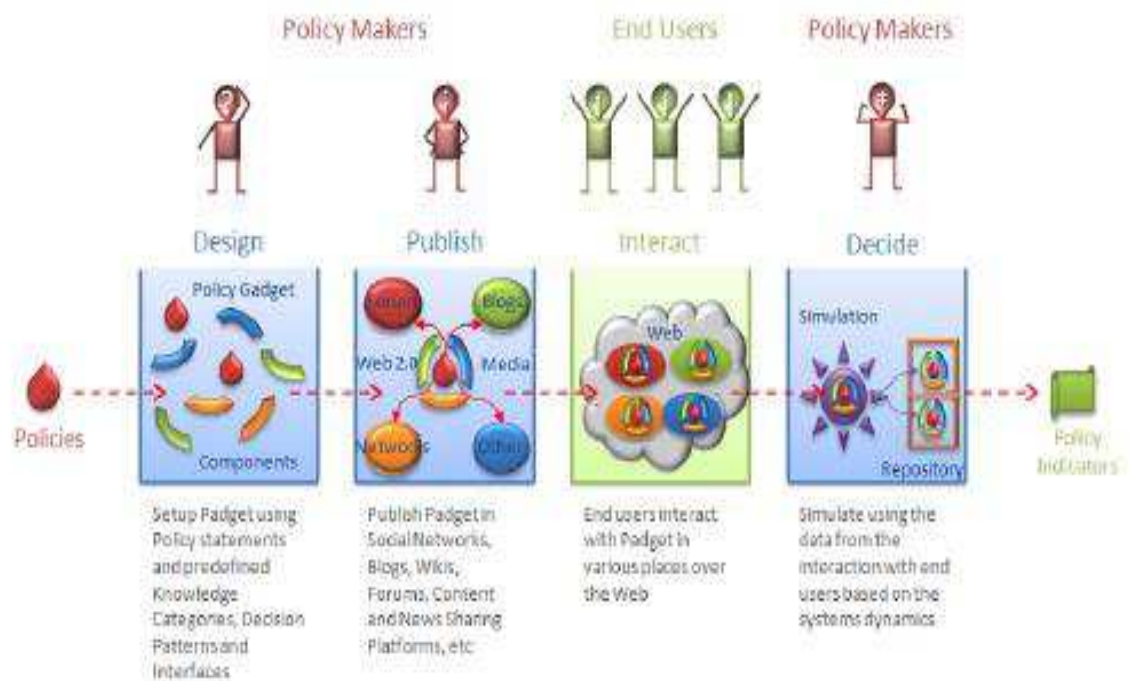 Policy Makers
End Users
Policy Makers
Design
Publish
Interact
Decide
Policy Gadget
Components
Blogs
Web 2.0
Media
Networks
Web
Simulation
Repository
Policies
Policy
Indicators
Setup Padget using
Policy statements
and predefined
Knowledge
Categories, Decision
Patterns and
Interfaces
Publish Padget in
Social Networks,
Blogs, Wikis,
Forums, Content
and News Sharing
Platforms, etc
End users interact
with Padget in
various places over
the Web
Simulate using the
data from the
interaction with end
users based on the
systems dynamics